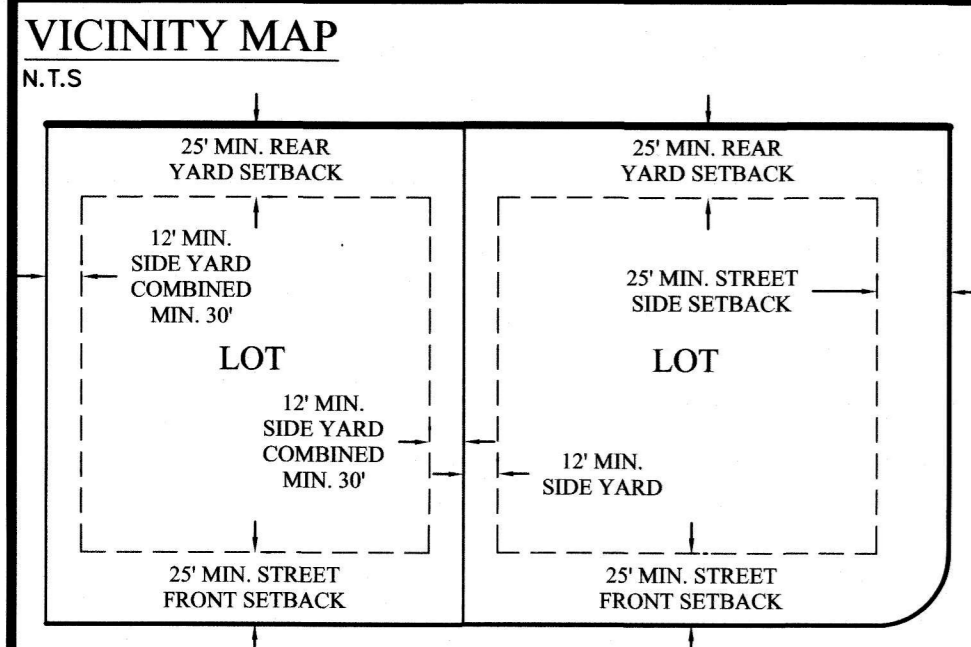 VICINITY MAP
N.T.S
25' MIN. REAR
YARD SETBACK
25' MIN. REAR
YARD SETBACK
12' MIN.
SIDE YARD
COMBINED
MIN. 30'
25' MIN. STREET
SIDE SETBACK
LOT
LOT
12' MIN.
SIDE YARD
COMBINED
MIN. 30'
12' MIN.
SIDE YARD
25' MIN. STREET
FRONT SETBACK
25' MIN. STREET
FRONT SETBACK